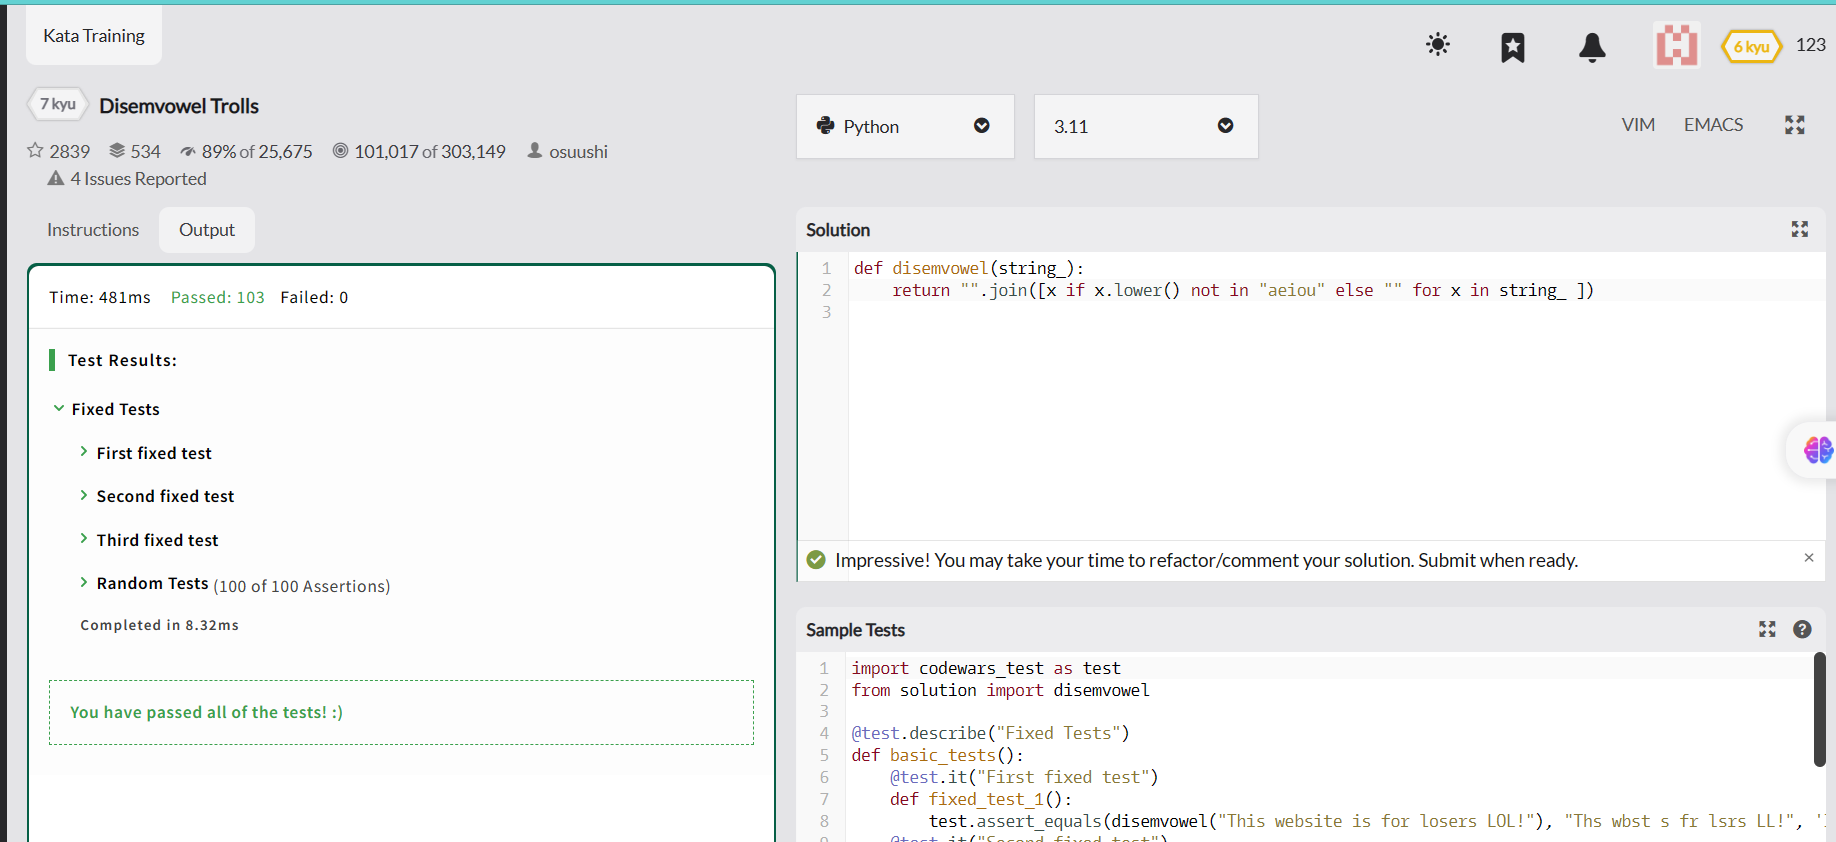 Kata Training
6 kyu
123
7 kyu
Disemvowel Trolls
2839 534 89% of 25,675 101,017 of 303,149 osuushi
4 Issues Reported
Python
3.11
VIM EMACS
Instructions
Output
Time: 481ms Passed: 103 Failed: 0
Test Results:
Fixed Tests
First fixed test
Second fixed test
Third fixed test
Random Tests (100 of 100 Assertions)
Completed in 8.32ms
You have passed all of the tests! :)
Solution
1 def disemvowel(string_):
2     return "".join([x if x.lower() not in "aeiou" else "" for x in string_ ])
3
Impressive! You may take your time to refactor/comment your solution. Submit when ready.
×
Sample Tests
?
1 import codewars_test as test
2 from solution import disemvowel
3
4 @test.describe("Fixed Tests")
5 def basic_tests():
6     @test.it("First fixed test")
7     def fixed_test_1():
8         test.assert_equals(disemvowel("This website is for losers LOL!"), "Ths wbst s fr lsrs LL!",
9     @test.it("Second fixed test")